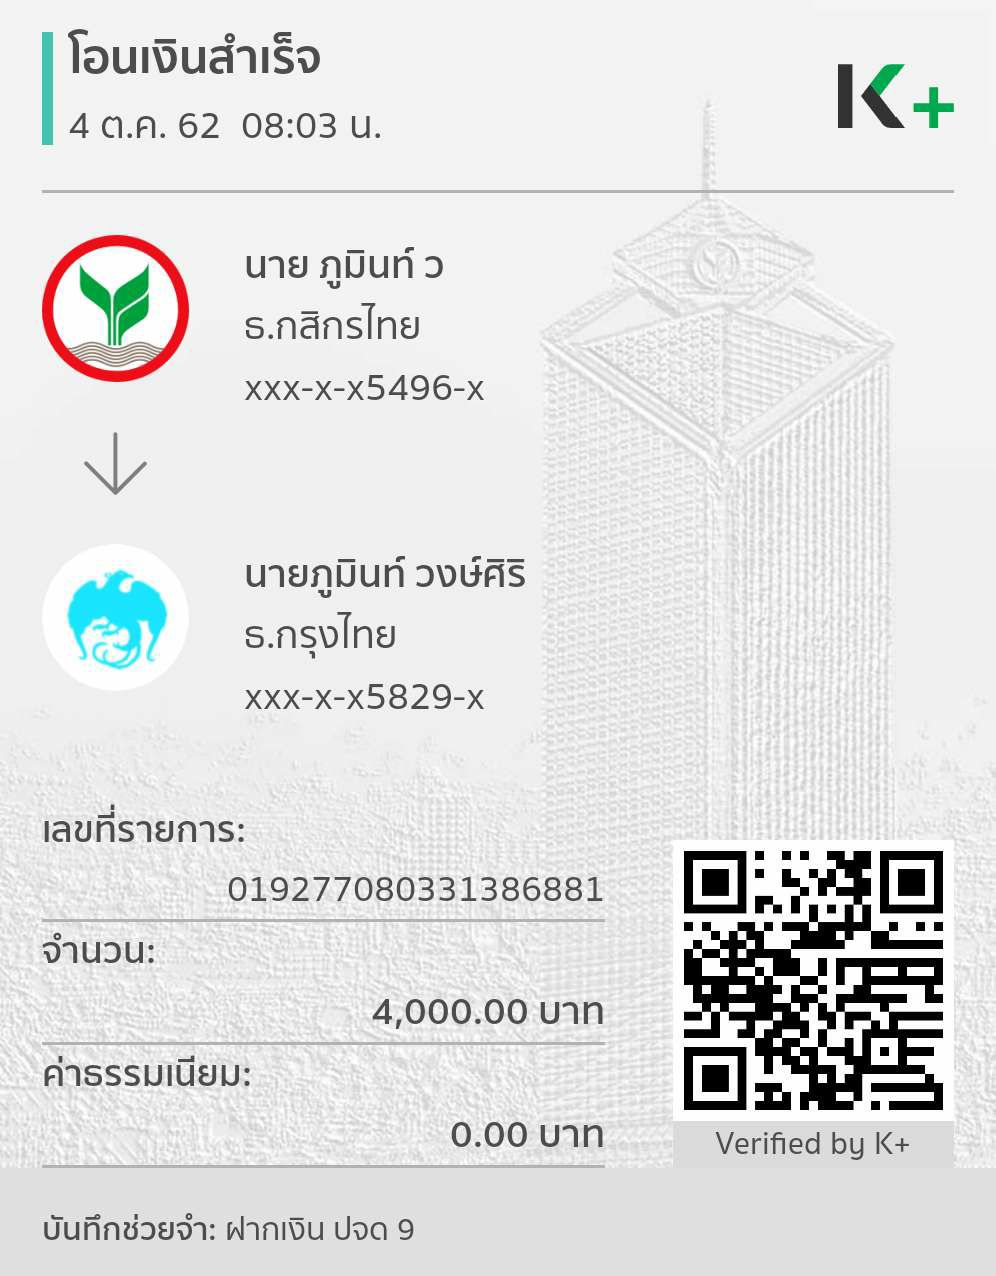 โอนเงินสำเร็จ
4 ต.ค. 62 08:03 น.
K+
นาย ภูมินท์ ว
ธ.กสิกรไทย
xxx-x-x5496-x
นายภูมินท์ วงษ์ศิริ
ธ.กรุงไทย
xxx-x-x5829-x
เลขที่รายการ:
019277080331386881
จำนวน:
4,000.00 บาท
ค่าธรรมเนียม:
0.00 บาท
Verified by K+
บันทึกช่วยจำ: ฝากเงิน ปจด 9